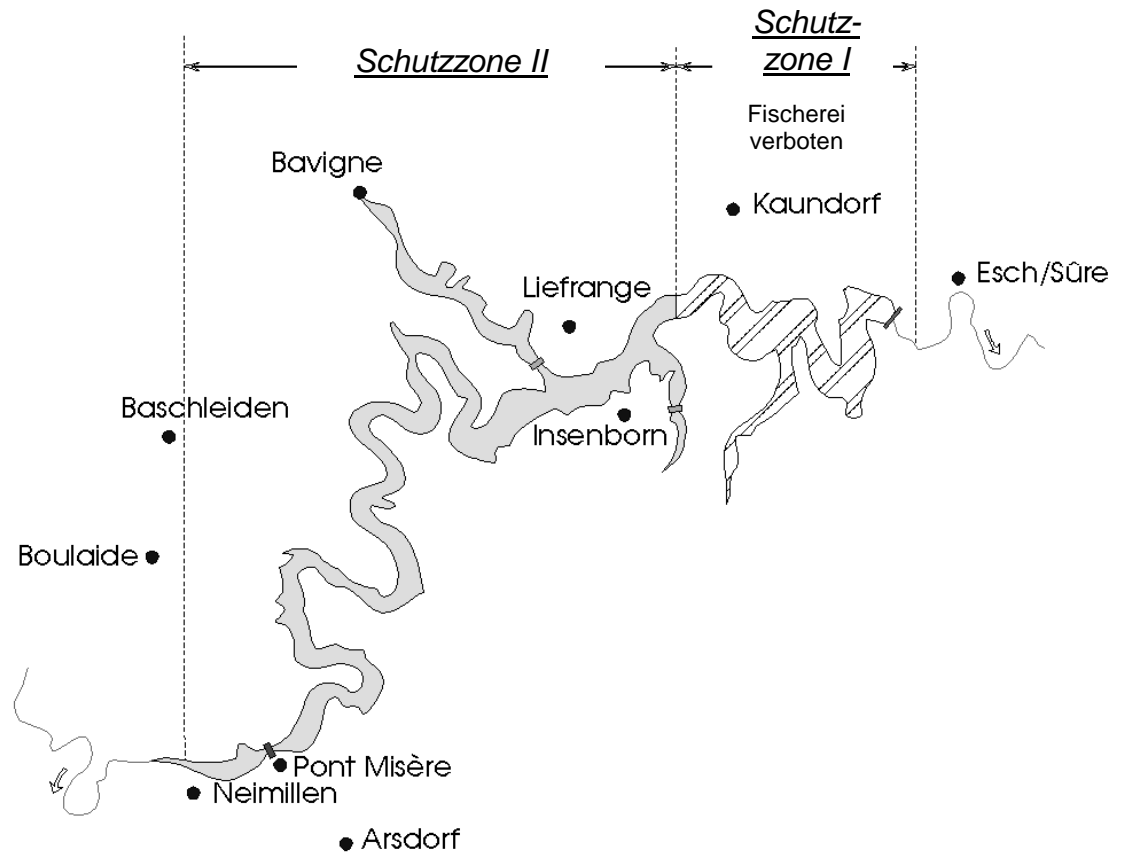 Schutzzone II
Schutz-
zone I
Fischerei
verboten
Bavigne
Kaundorf
Esch/Sûre
Liefrange
Baschleiden
Insenborn
Boulaide
Pont Misère
Neimillen
Arsdorf